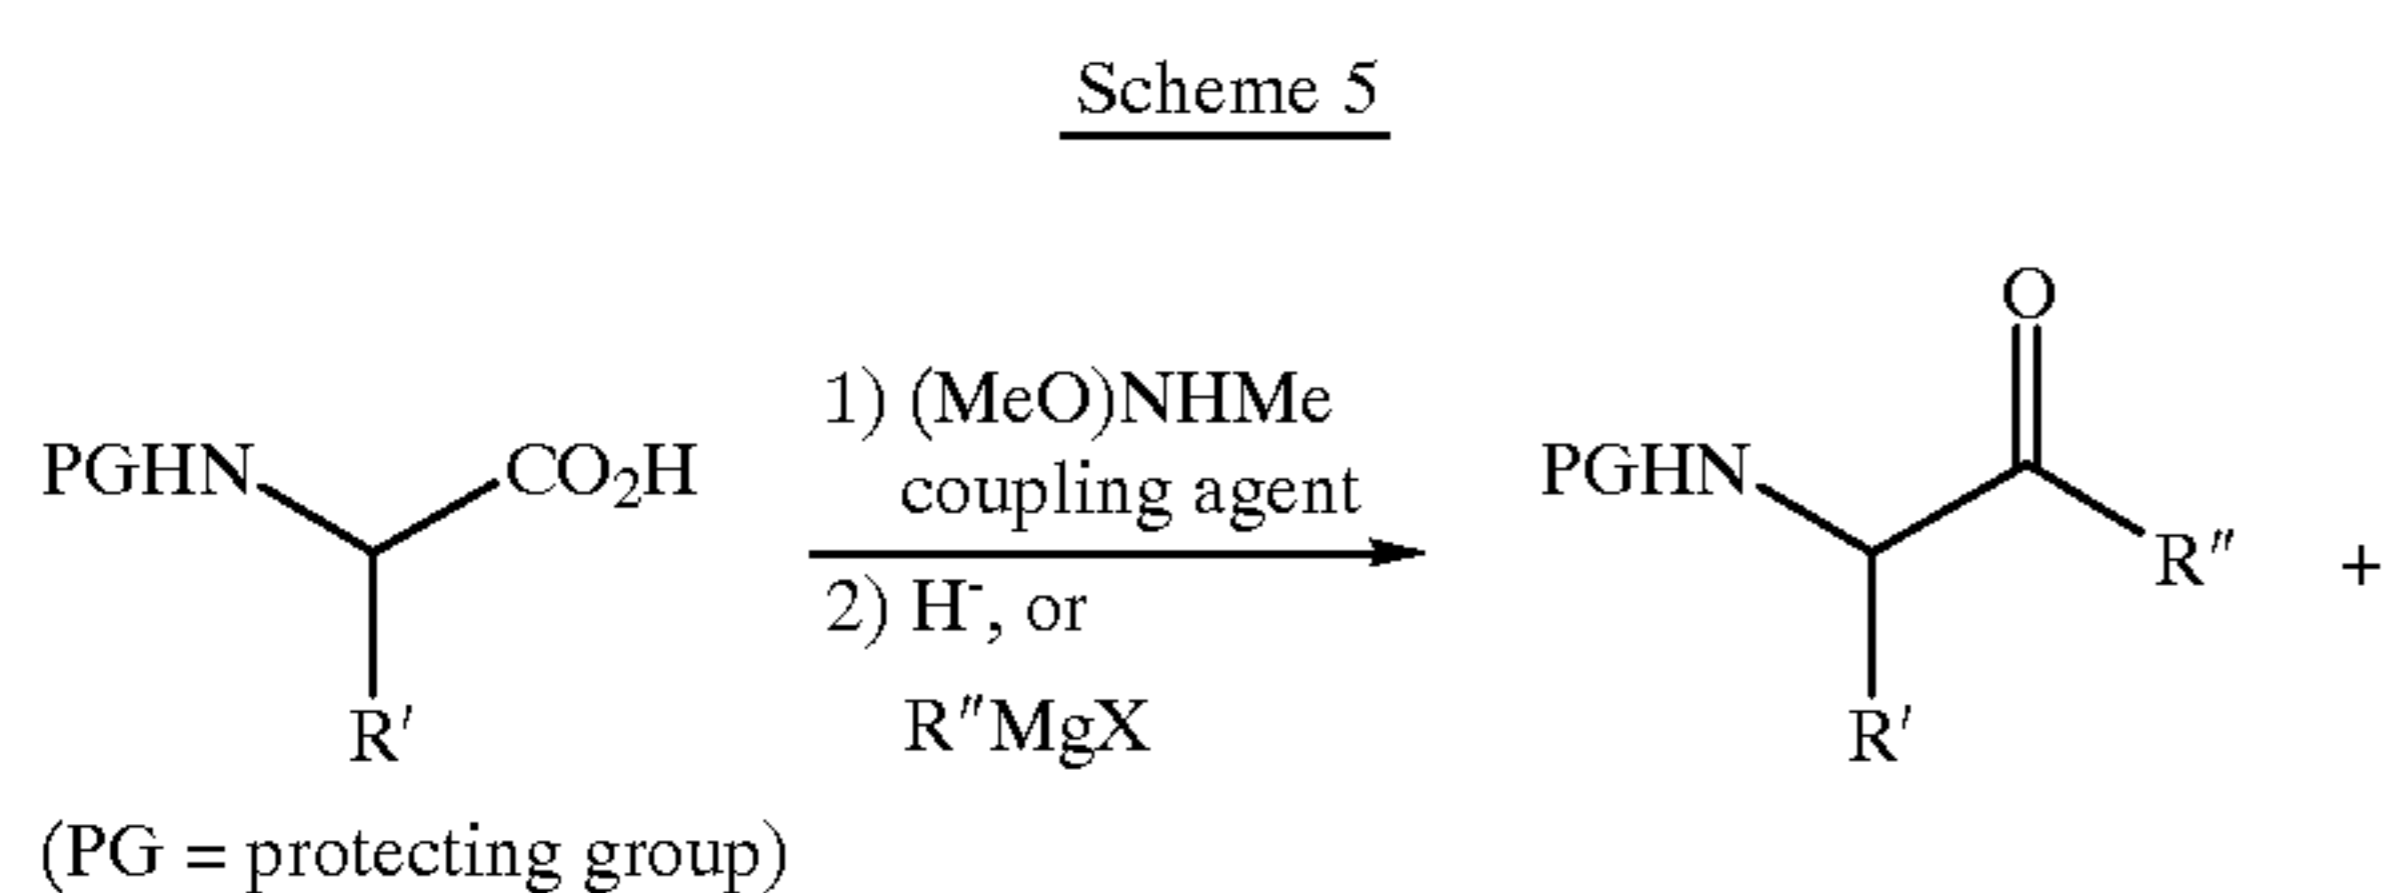 Scheme 5
O
1) (MeO)NHMe
PGHN CO₂H coupling agent PGHN R″ +
2) H⁻, or
R′ R″MgX R′
(PG = protecting group)